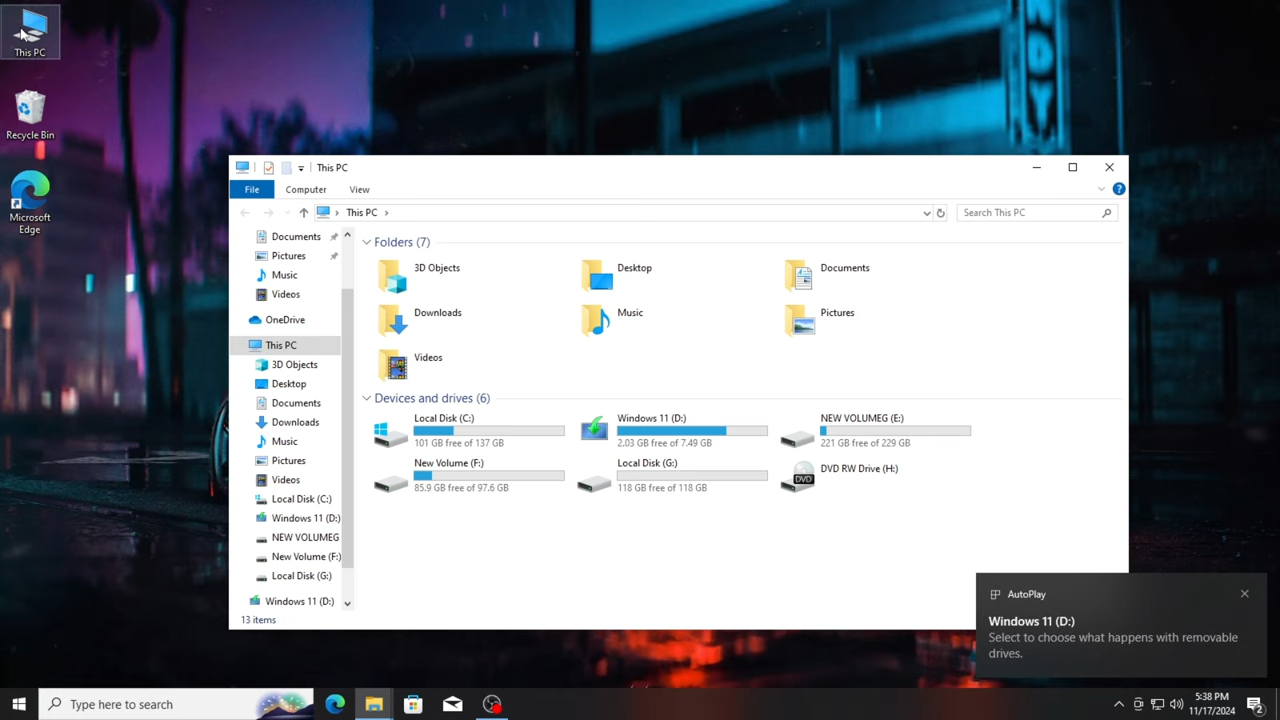 This PC
Recycle Bin
Microsoft
Edge
This PC
File
Computer
View
This PC
Search This PC
Documents
Pictures
Music
Videos
OneDrive
This PC
3D Objects
Desktop
Documents
Downloads
Music
Pictures
Videos
Local Disk (C:)
Windows 11 (D:)
NEW VOLUMEG
New Volume (F:)
Local Disk (G:)
Windows 11 (D:)
Folders (7)
3D Objects
Desktop
Documents
Downloads
Music
Pictures
Videos
Devices and drives (6)
Local Disk (C:)
101 GB free of 137 GB
Windows 11 (D:)
2.03 GB free of 7.49 GB
NEW VOLUMEG (E:)
221 GB free of 229 GB
New Volume (F:)
85.9 GB free of 97.6 GB
Local Disk (G:)
118 GB free of 118 GB
DVD RW Drive (H:)
DVD
13 items
AutoPlay
Windows 11 (D:)
Select to choose what happens with removable
drives.
Type here to search
5:38 PM
11/17/2024
2